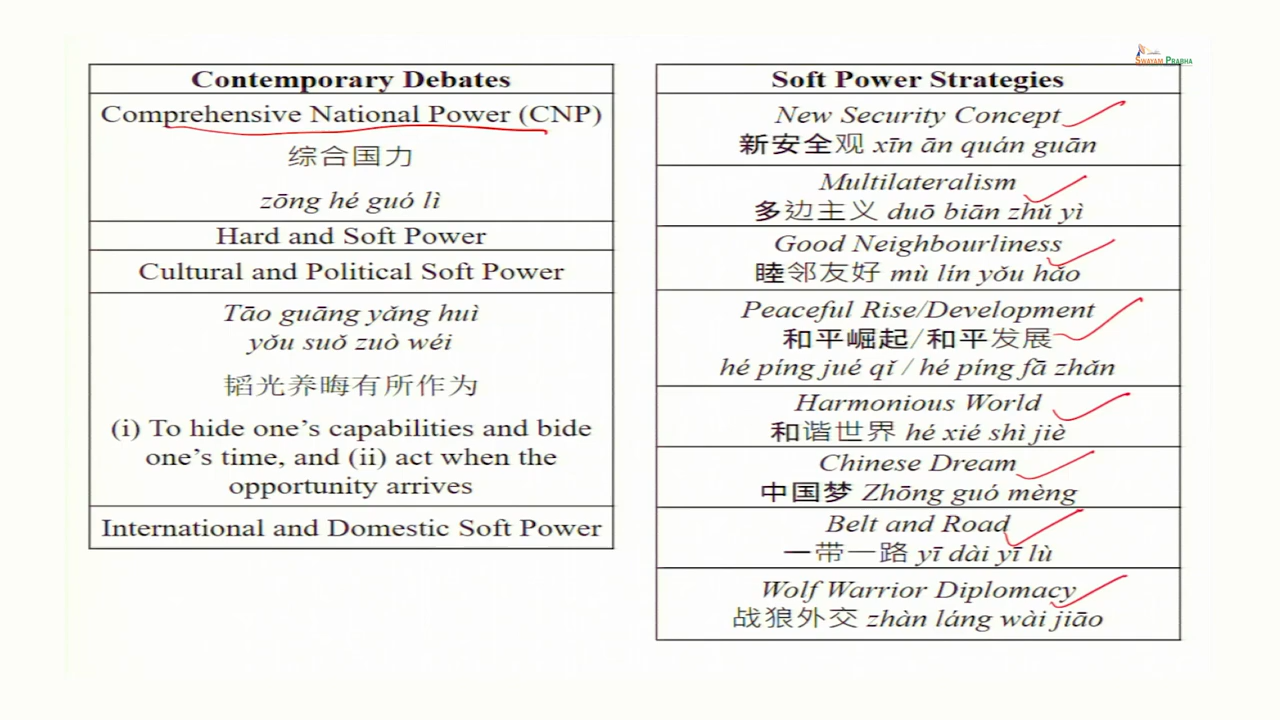 SWAYAM PRABHA
Contemporary Debates
Comprehensive National Power (CNP)
综合国力
zōng hé guó lì
Hard and Soft Power
Cultural and Political Soft Power
Tāo guāng yǎng huì
yǒu suǒ zuò wéi
韬光养晦有所作为
(i) To hide one’s capabilities and bide
one’s time, and (ii) act when the
opportunity arrives
International and Domestic Soft Power
Soft Power Strategies
New Security Concept
新安全观 xīn ān quán guān
Multilateralism
多边主义 duō biān zhǔ yì
Good Neighbourliness
睦邻友好 mù lín yǒu hǎo
Peaceful Rise/Development
和平崛起/和平发展
hé píng jué qǐ / hé píng fā zhǎn
Harmonious World
和谐世界 hé xié shì jiè
Chinese Dream
中国梦 Zhōng guó mèng
Belt and Road
一带一路 yī dài yī lù
Wolf Warrior Diplomacy
战狼外交 zhàn láng wài jiāo